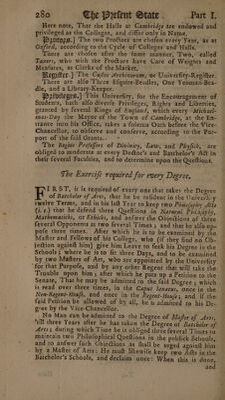 280 The Present State Part I.
Here note, That the Halls at Cambridge are endowed and
privileged as the Colleges, and differ only in Name.
Proctors.] The two Proctors are chosen every Year, as at
Oxford, according to the Cycle of Colleges and Halls.
There are chosen after the same manner, Two, called
Taxers, who with the Proctors have Care of Weights and
Measures, as Clerks of the Market.
Register.] The Custos Archivorum, or University-Register.
There are also Three Esquire-Beadles, One Yeoman-Bea-
dle, and a Library-Keeper.
Privileges.] This University, for the Encouragement of
Students, hath also diverse Privileges, Rights and Liberties,
granted by several Kings of England, which every Michael-
mas-Day the Mayor of the Town of Cambridge, at the En-
trance into his Office, takes a solemn Oath before the Vice-
Chancellor, to observe and conserve, according to the Pur-
port of the said Grants.
The Regius Professors of Divinity, Law, and Physick, are
obliged to moderate at every Doctor's and Batchelor's Act in
their several Faculties, and to determine upon the Questions.
The Exercise required for every Degree.
FIRST, it is required of every one that takes the Degree
of Batchelor of Arts, that he be resident in the University
twelve Terms, and in his last Year to keep two Philosophy Acts
(i.e.) that he defend three Questions in Natural Philosophy,
Mathematicks, or Ethicks, and answers the Objections of three
several Opponents at two several Times; and that he also op-
pose three times. After which he is to be examined by the
Master and Fellows of his College, who (if they find no Ob-
jection against him) give him Leave to seek his Degree in the
Schools; where he is to sit three Days, and to be examined
by two Masters of Art, who are appointed by the University
for that Purpose, and by any other Regent that will take the
Trouble upon him; after which he puts up a Petition to the
Senate, That he may be admitted to the said Degree; which
is read over three times, in the Caput Senatus, once in the
Non-Regent-House, and once in the Regent-House; and if the
said Petition be allowed of by all, he is admitted to his De-
gree by the Vice-Chancellor.
No Man can be admitted to the Degree of Master of Arts,
'till three Years after he has taken the Degree of Batchelor of
Arts; during which Time he is obliged three several Times to
maintain two Philosophical Questions in the publick Schools,
and to answer such Objections as shall be urged against him
by a Master of Arts: He must likewise keep two Acts in the
Batchelor's Schools, and declaim once: When this is done,
and